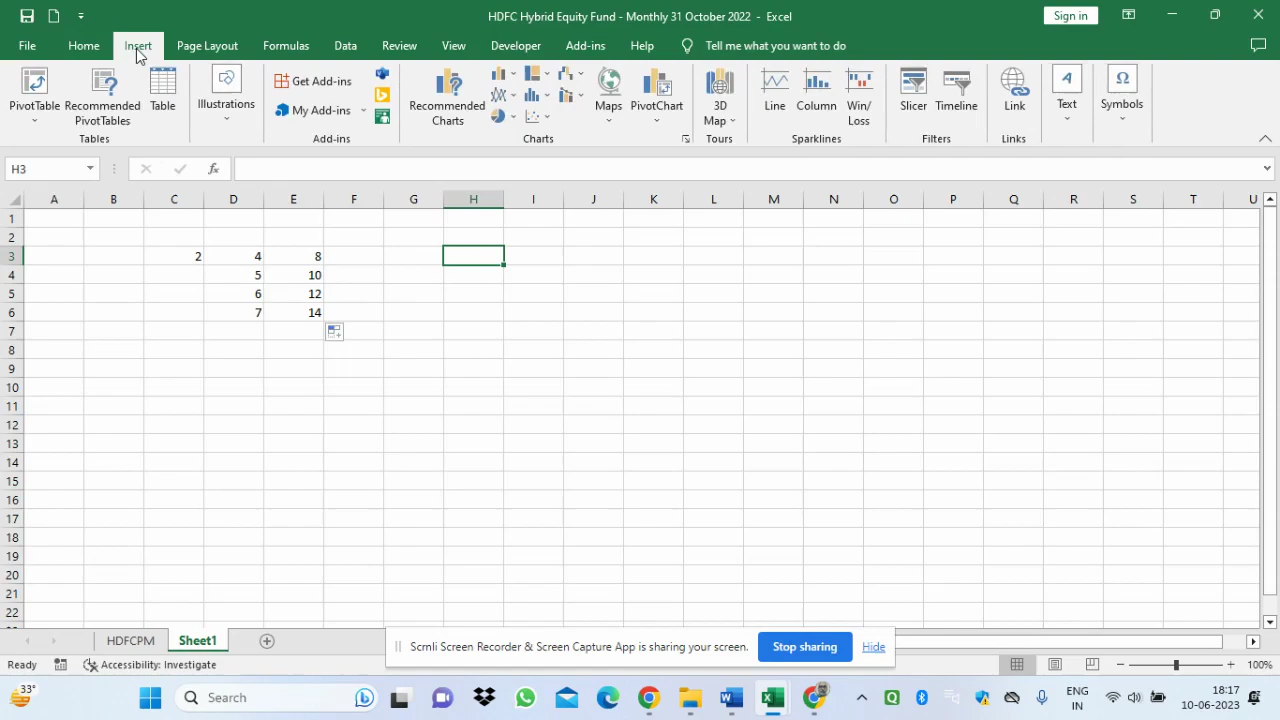 HDFC Hybrid Equity Fund - Monthly 31 October 2022 - Excel
Sign in
File Home Insert Page Layout Formulas Data Review View Developer Add-ins Help Tell me what you want to do
PivotTable
Recommended PivotTables
Table
Illustrations
Get Add-ins
My Add-ins
Recommended Charts
Maps
PivotChart
3D Map
Line
Column
Win/ Loss
Slicer
Timeline
Link
Text
Symbols
Tables Add-ins Charts Tours Sparklines Filters Links
H3
fx
A B C D E F G H I J K L M N O P Q R S T U
1
2
3 2 4 8
4 5 10
5 6 12
6 7 14
7
8
9
10
11
12
13
14
15
16
17
18
19
20
21
22
HDFCPM Sheet1
Scmli Screen Recorder & Screen Capture App is sharing your screen. Stop sharing Hide
Ready Accessibility: Investigate 100%
33° Search ENG IN 18:17 10-06-2023